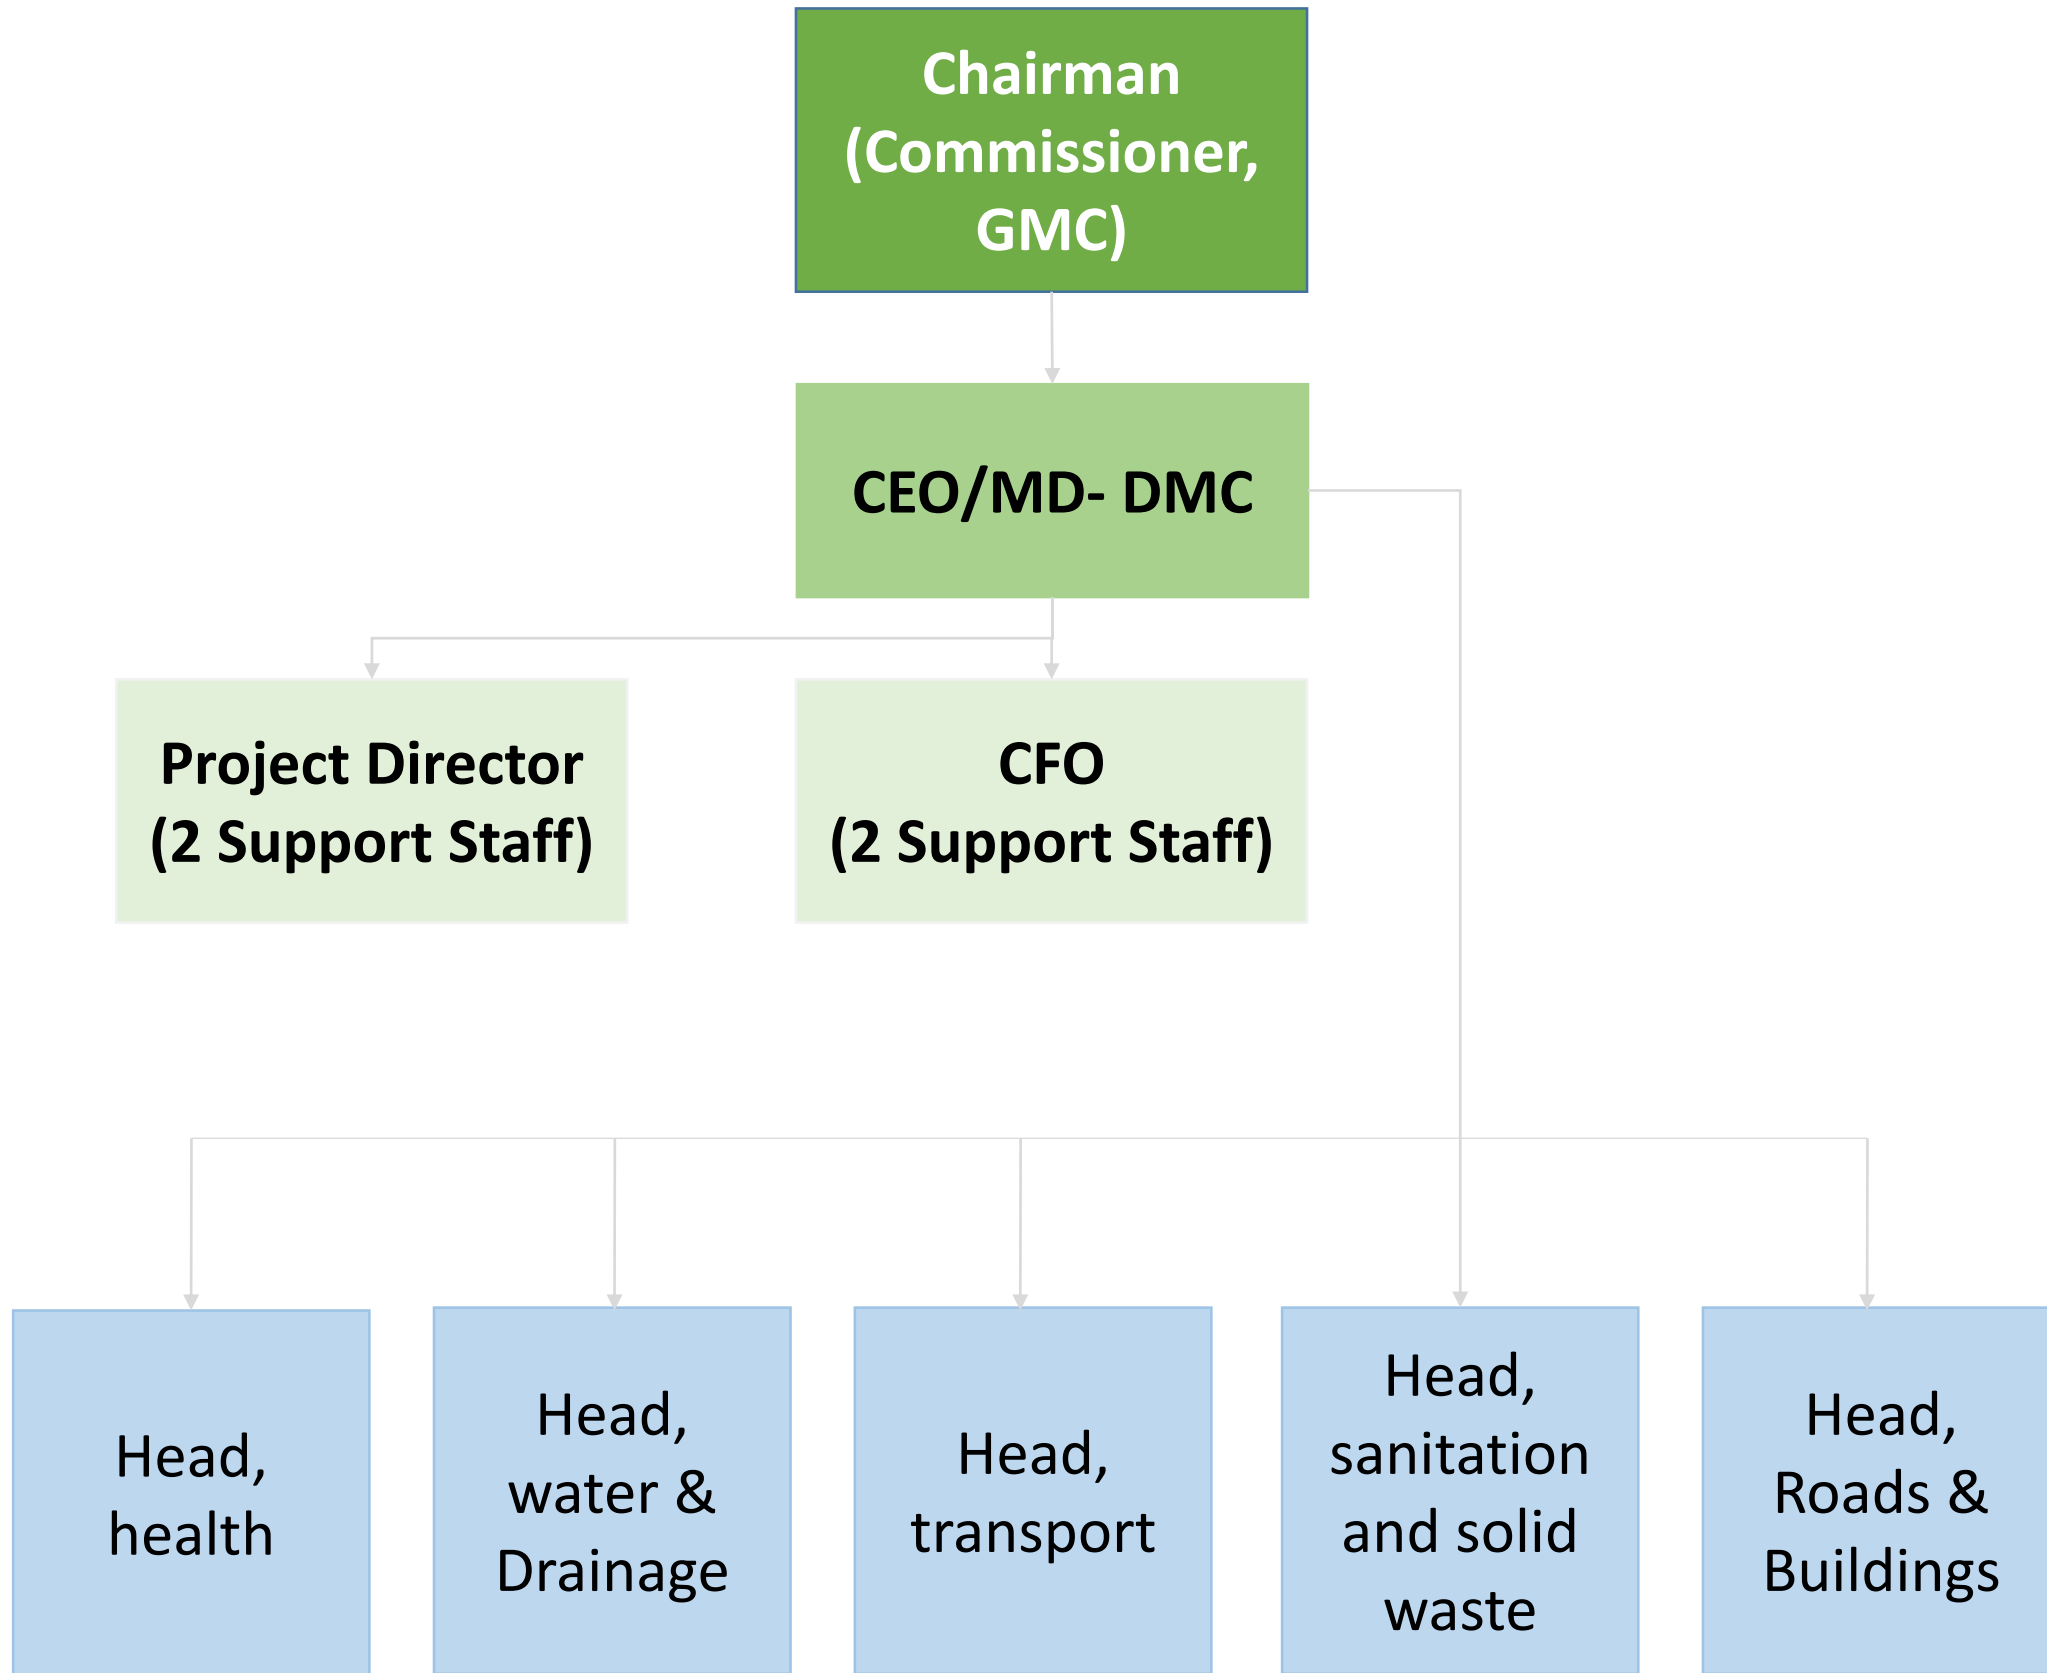 Chairman
(Commissioner,
GMC)
CEO/MD- DMC
Project Director
(2 Support Staff)
CFO
(2 Support Staff)
Head,
health
Head,
water &
Drainage
Head,
transport
Head,
sanitation
and solid
waste
Head,
Roads &
Buildings